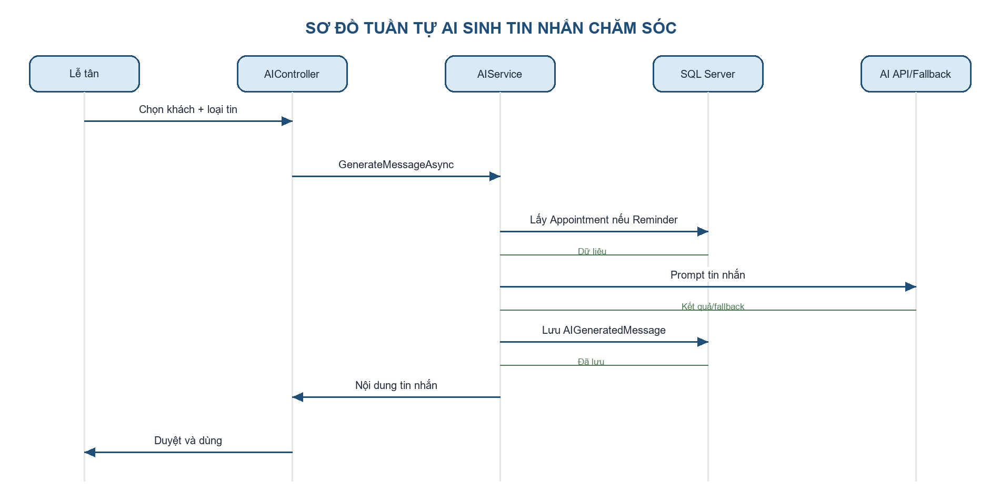 SƠ ĐỒ TUẦN TỰ AI SINH TIN NHẮN CHĂM SÓC
Lễ tân
AIController
AIService
SQL Server
AI API/Fallback
Chọn khách + loại tin
GenerateMessageAsync
Lấy Appointment nếu Reminder
Dữ liệu
Prompt tin nhắn
Kết quả/fallback
Lưu AIGeneratedMessage
Đã lưu
Nội dung tin nhắn
Duyệt và dùng